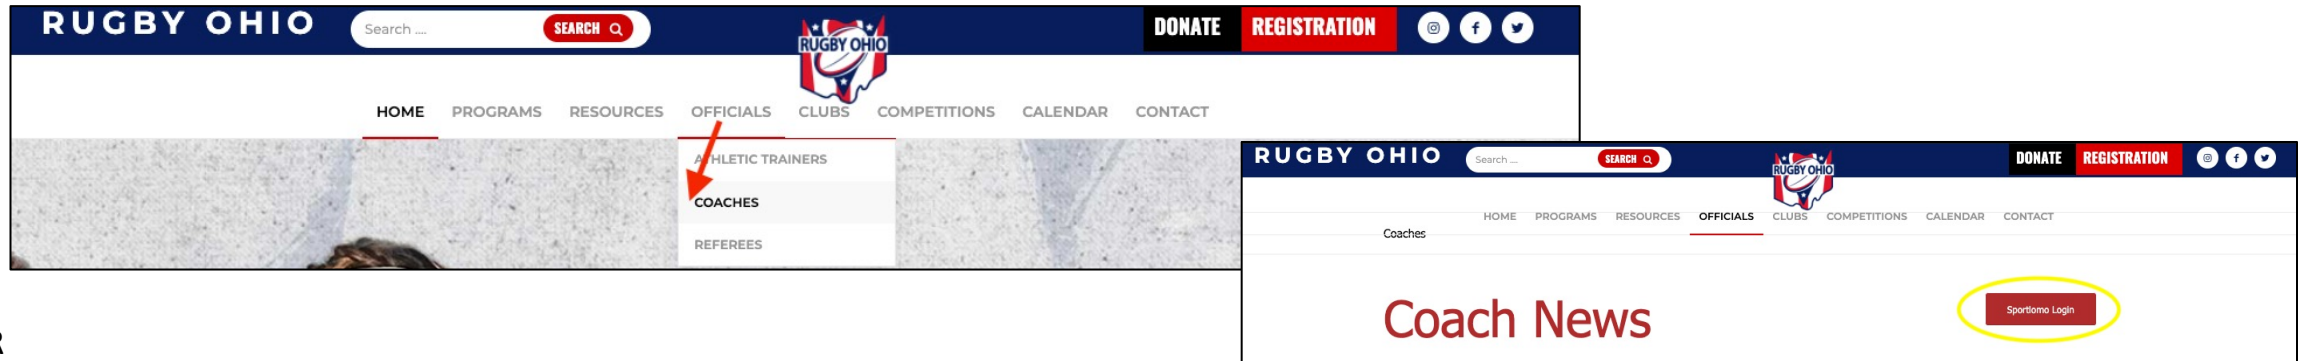 RUGBY OHIO Search .... SEARCH DONATE REGISTRATION
RUGBY OHIO
HOME PROGRAMS RESOURCES OFFICIALS CLUBS COMPETITIONS CALENDAR CONTACT
ATHLETIC TRAINERS
COACHES
REFEREES
RUGBY OHIO Search ... SEARCH DONATE REGISTRATION
RUGBY OHIO
HOME PROGRAMS RESOURCES OFFICIALS CLUBS COMPETITIONS CALENDAR CONTACT
Coaches
Coach News Sportlomo Login
R